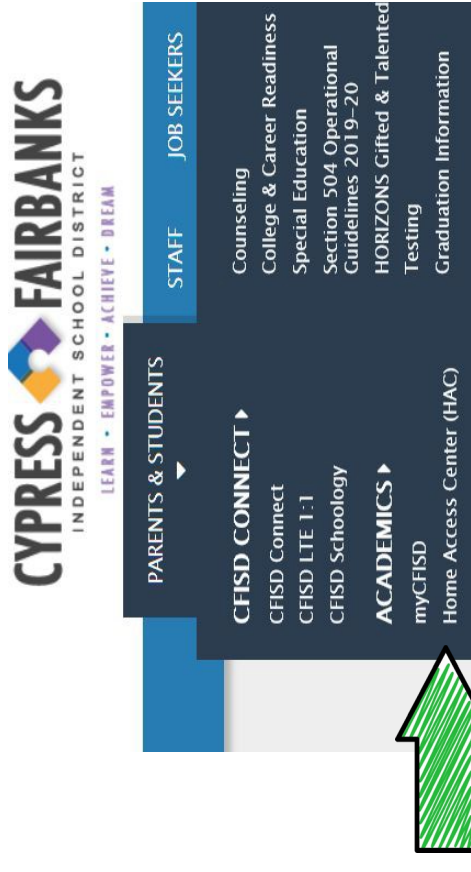 CYPRESS FAIRBANKS
INDEPENDENT SCHOOL DISTRICT
LEARN • EMPOWER • ACHIEVE • DREAM
PARENTS & STUDENTS
STAFF
JOB SEEKERS
CFISD CONNECT
CFISD Connect
CFISD LTE 1:1
CFISD Schoology
ACADEMICS
myCFISD
Home Access Center (HAC)
Counseling
College & Career Readiness
Special Education
Section 504 Operational
Guidelines 2019-20
HORIZONS Gifted & Talented
Testing
Graduation Information